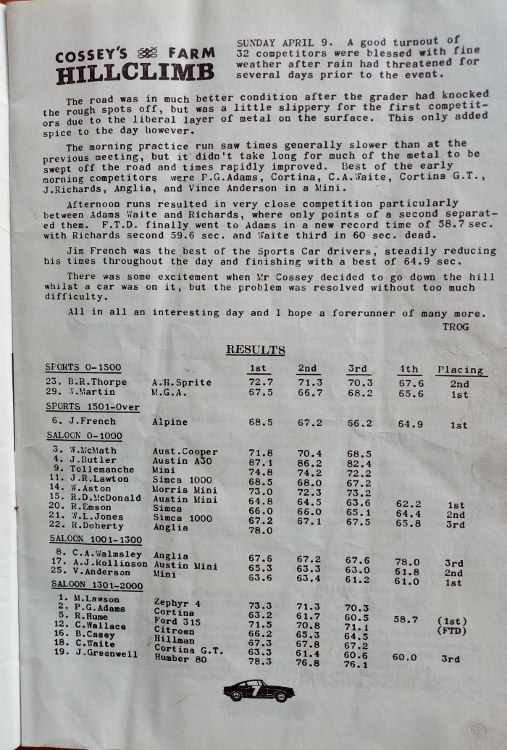 COSSEY'S FARM
HILLCLIMB
SUNDAY APRIL 9. A good turnout of
32 competitors were blessed with fine
weather after rain had threatened for
several days prior to the event.
The road was in much better condition after the grader had knocked
the rough spots off, but was a little slippery for the first competit-
ors due to the liberal layer of metal on the surface. This only added
spice to the day however.
The morning practice run saw times generally slower than at the
previous meeting, but it didn't take long for much of the metal to be
swept off the road and times rapidly improved. Best of the early
morning competitors were P.G.Adams, Cortina, C.A.Waite, Cortina G.T.,
J.Richards, Anglia, and Vince Anderson in a Mini.
Afternoon runs resulted in very close competition particularly
between Adams Waite and Richards, where only points of a second separat-
ed them. F.T.D. finally went to Adams in a new record time of 58.7 sec.
with Richards second 59.6 sec. and Waite third in 60 sec. dead.
Jim French was the best of the Sports Car drivers, steadily reducing
his times throughout the day and finishing with a best of 64.9 sec.
There was some excitement when Mr Cossey decided to go down the hill
whilst a car was on it, but the problem was resolved without too much
difficulty.
All in all an interesting day and I hope a forerunner of many more.
TROG
RESULTS
SPORTS 0-1500 1st 2nd 3rd 4th Placing
23. B.R.Thorpe A.H.Sprite 72.7 71.3 70.3 67.6 2nd
29. W.Martin M.G.A. 67.5 66.7 68.2 65.6 1st
SPORTS 1501-Over
6. J.French Alpine 68.5 67.2 66.2 64.9 1st
SALOON 0-1000
3. W.McMath Aust.Cooper 71.8 70.4 68.5
4. J.Butler Austin A30 87.1 86.2 82.4
9. Tollemanche Mini 74.8 74.2 72.2
11. J.R.Lawton Simca 1000 68.5 68.0 67.2
14. W.Aston Morris Mini 73.0 72.3 73.2
15. R.D.McDonald Austin Mini 64.8 64.5 63.6 62.2 1st
20. R.Emson Simca 66.0 66.0 65.1 64.4 2nd
21. W.L.Jones Simca 1000 67.2 67.1 67.5 65.8 3rd
22. R.Doherty Anglia 78.0
SALOON 1001-1300
8. C.A.Walmsley Anglia 67.6 67.2 67.6 78.0 3rd
17. A.J.Rollinson Austin Mini 65.3 63.3 63.0 61.8 2nd
25. V.Anderson Mini 63.6 63.4 61.2 61.0 1st
SALOON 1301-2000
1. M.Lawson Zephyr 4 73.3 71.3 70.3
2. P.G.Adams Cortina 63.2 61.7 60.5 58.7 (1st)
5. R.Hume Ford 315 71.5 70.8 71.1 (FTD)
12. C.Wallace Citroen 66.2 65.3 64.5
16. B.Casey Hillman 67.3 67.8 67.2
18. C.Waite Cortina G.T. 63.3 61.4 60.6 60.0 3rd
19. J.Greenwell Humber 80 78.3 76.8 76.1
7